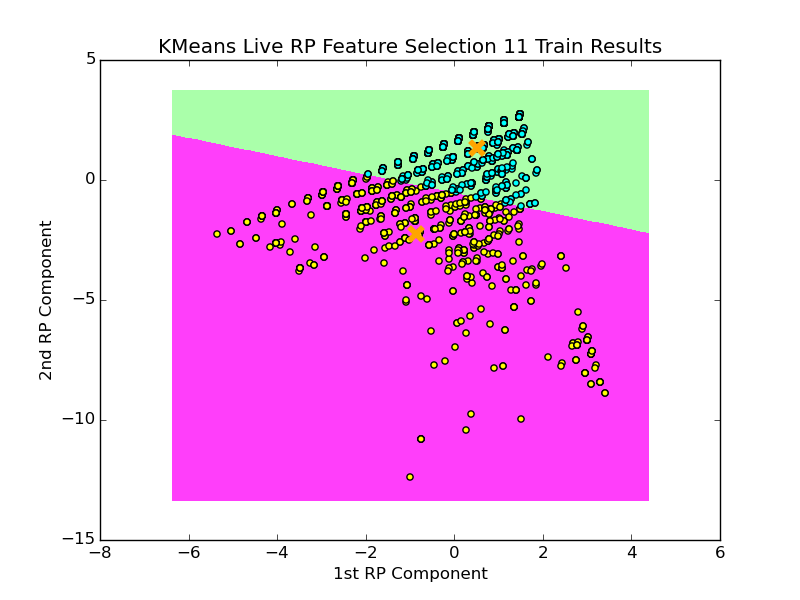 KMeans Live RP Feature Selection 11 Train Results
5
0
−5
−10
−15
2nd RP Component
−8 −6 −4 −2 0 2 4 6
1st RP Component